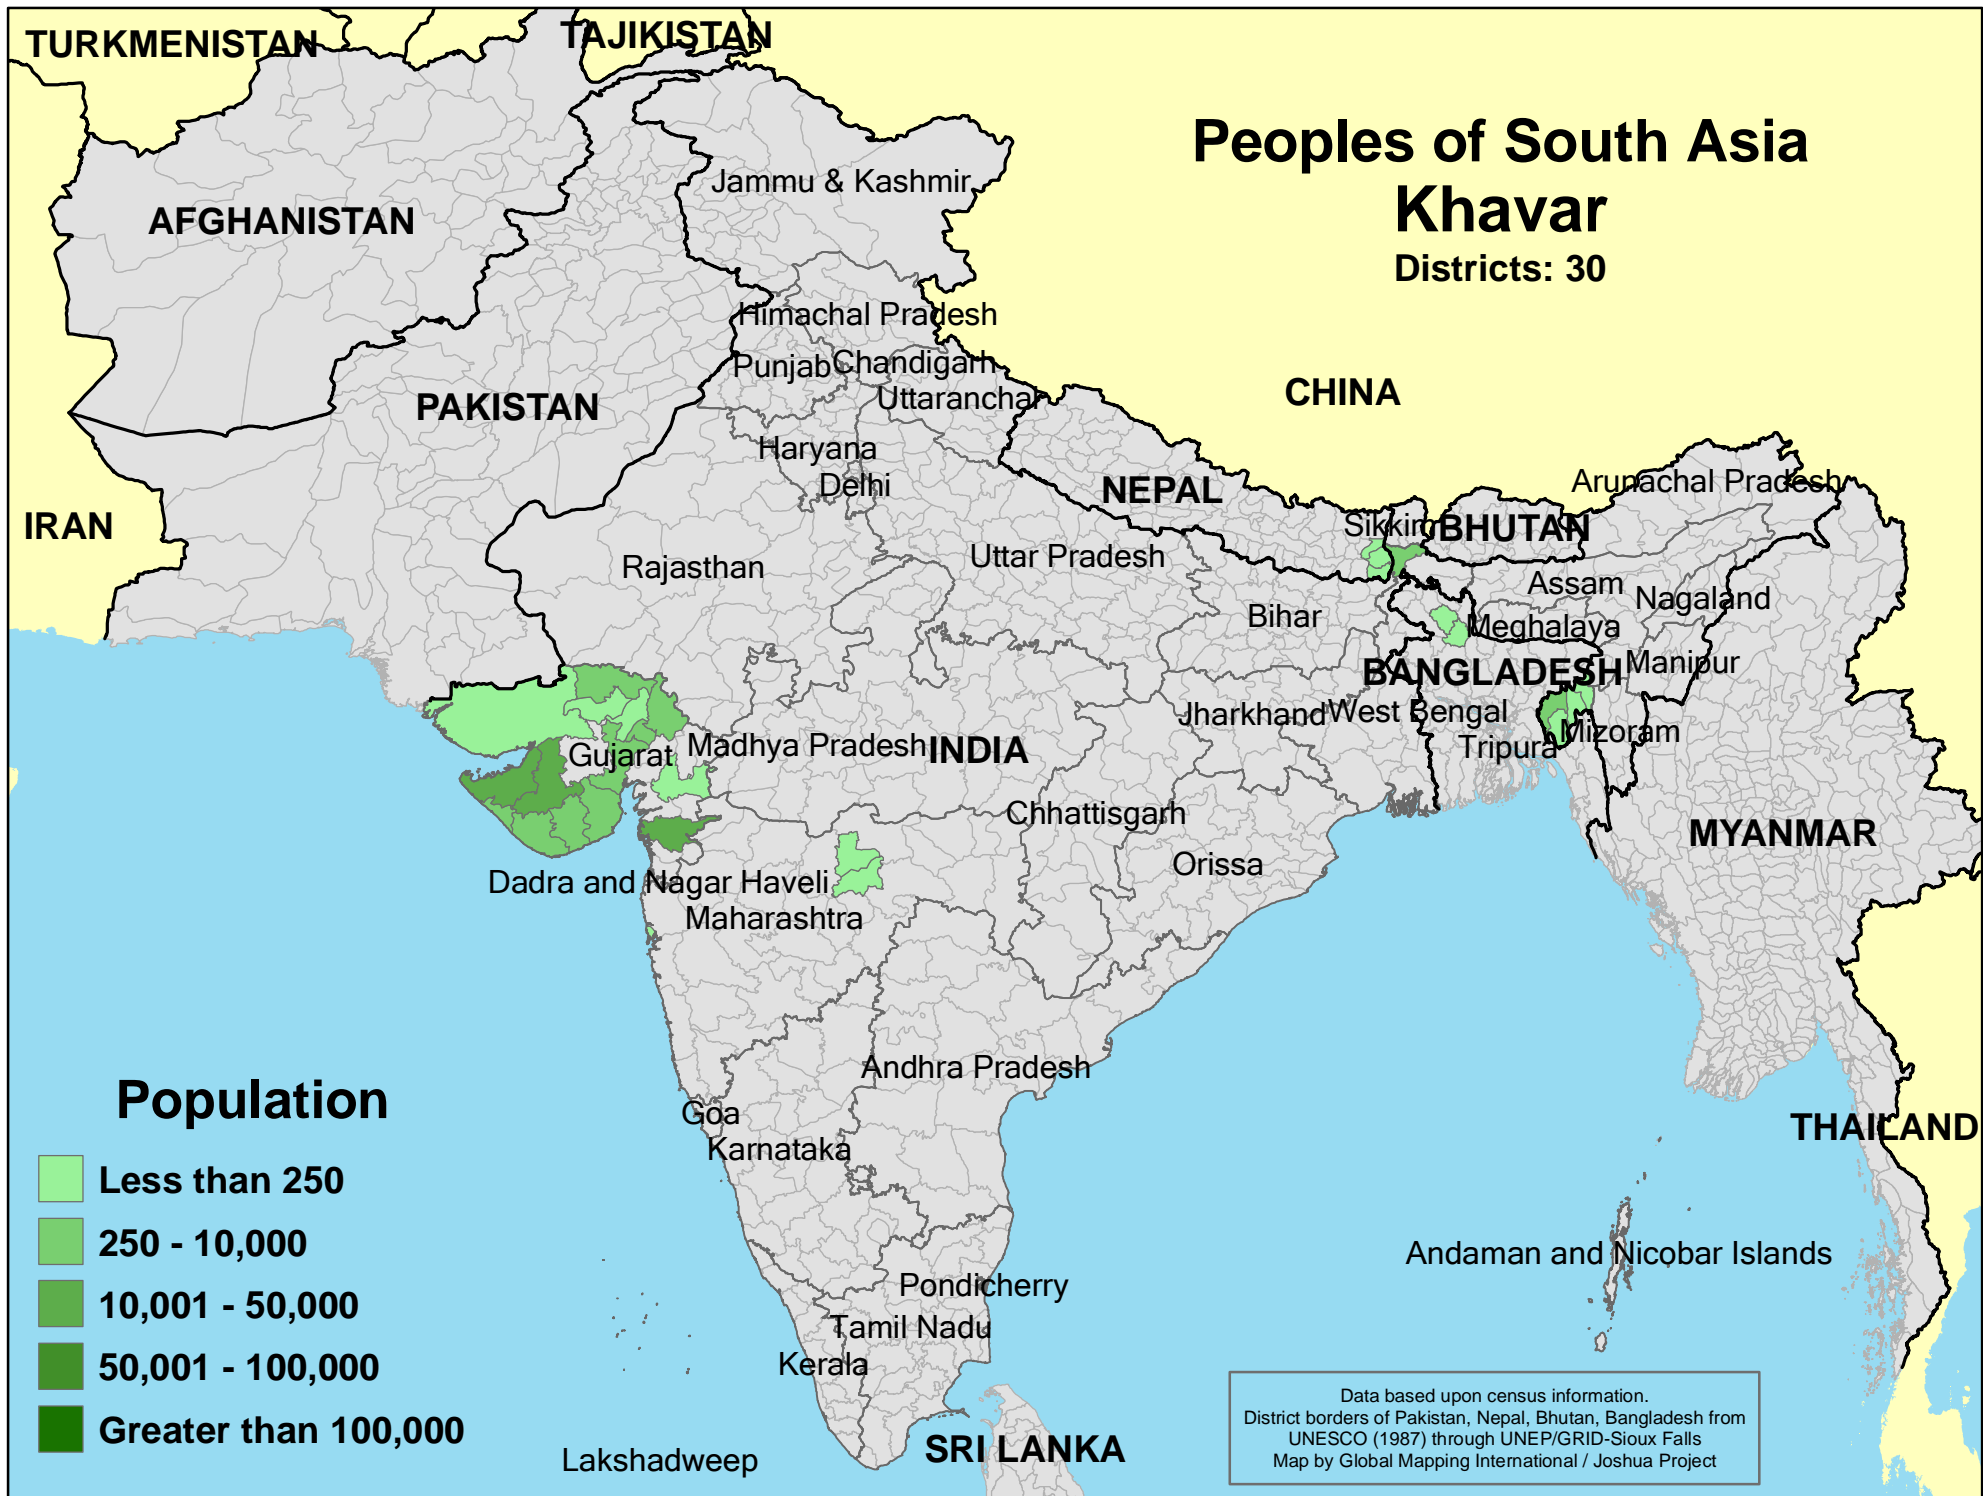 TURKMENISTAN
TAJIKISTAN
Peoples of South Asia
Khavar
Districts: 30
Jammu & Kashmir
AFGHANISTAN
Himachal Pradesh
Punjab
Chandigarh
Uttaranchal
CHINA
PAKISTAN
Haryana
Delhi
NEPAL
Arunachal Pradesh
IRAN
Sikkim
BHUTAN
Rajasthan
Uttar Pradesh
Assam
Nagaland
Bihar
Meghalaya
BANGLADESH
Manipur
Jharkhand
West Bengal
Gujarat
Madhya Pradesh
INDIA
Tripura
Mizoram
Chhattisgarh
MYANMAR
Orissa
Dadra and Nagar Haveli
Maharashtra
Andhra Pradesh
Goa
Karnataka
THAILAND
Population
Less than 250
250 - 10,000
10,001 - 50,000
50,001 - 100,000
Greater than 100,000
Andaman and Nicobar Islands
Pondicherry
Tamil Nadu
Kerala
Lakshadweep
SRI LANKA
Data based upon census information.
District borders of Pakistan, Nepal, Bhutan, Bangladesh from
UNESCO (1987) through UNEP/GRID-Sioux Falls
Map by Global Mapping International / Joshua Project